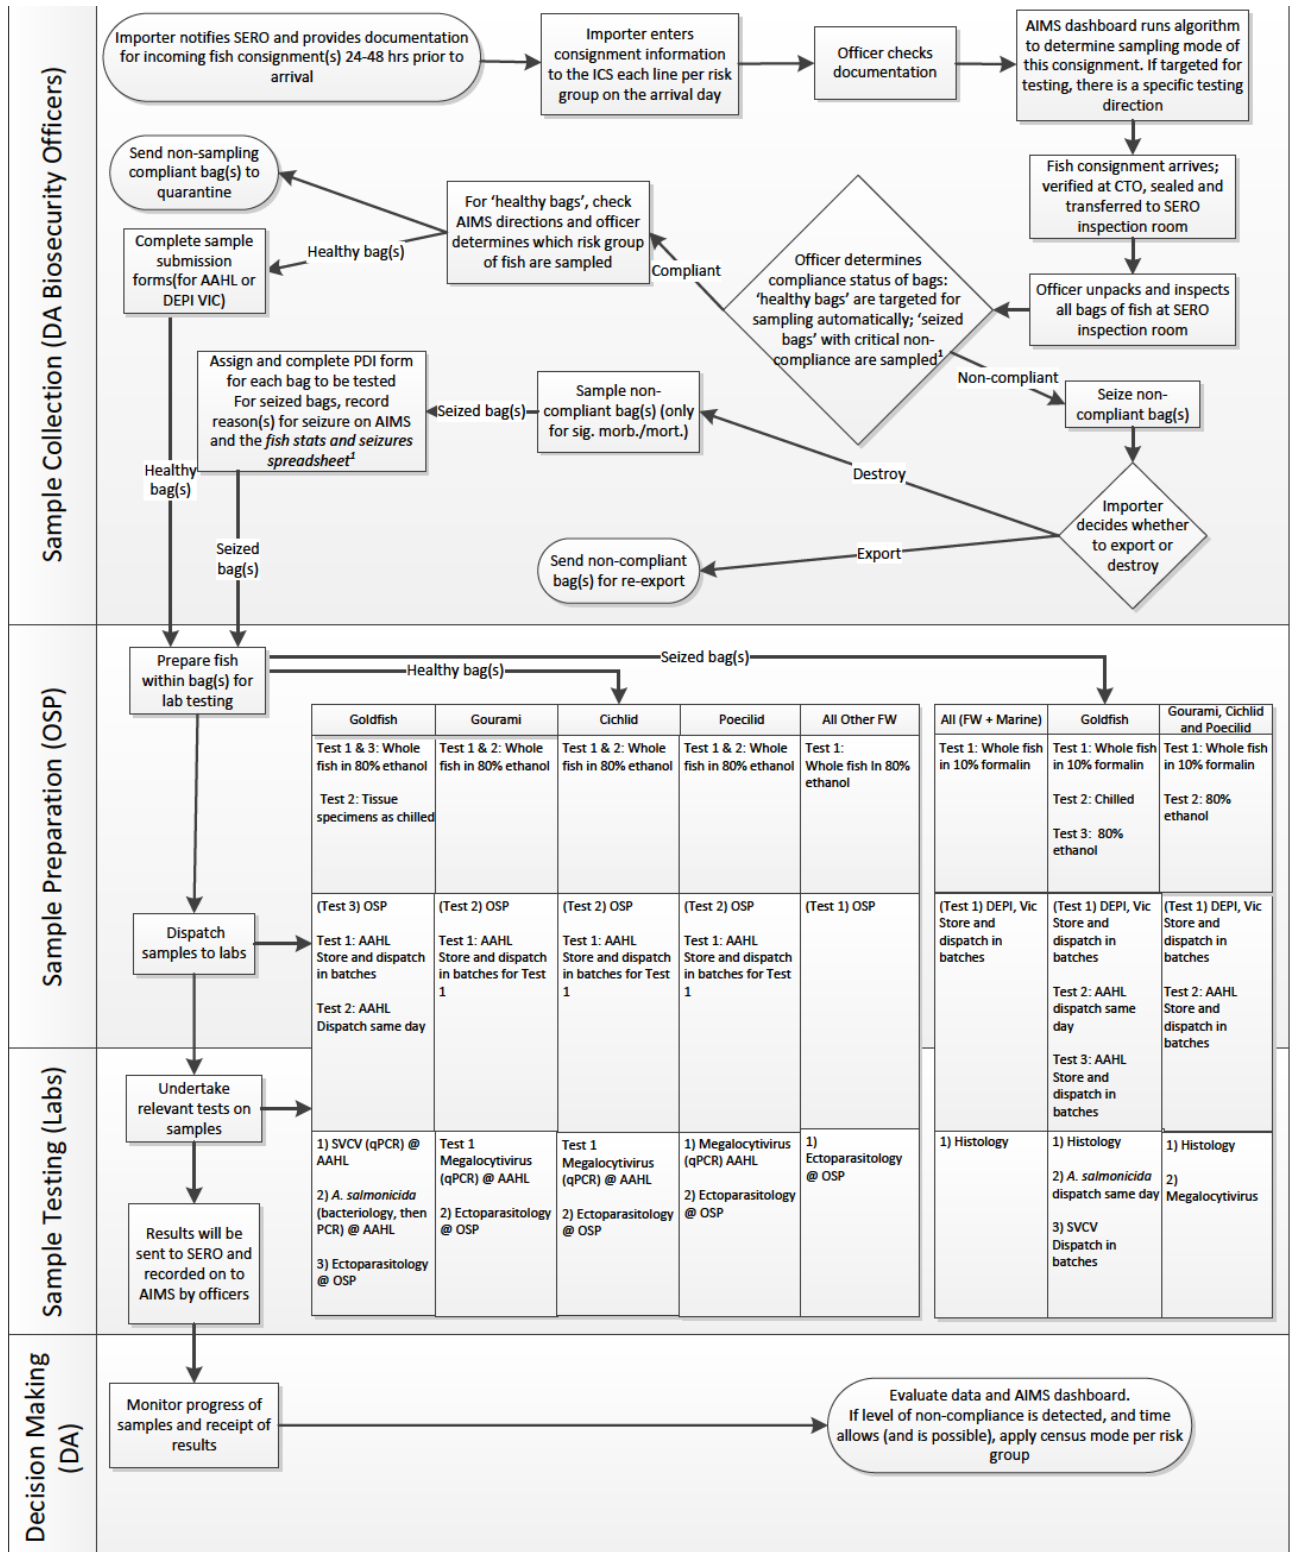 Sample Collection (DA Biosecurity Officers)
Importer notifies SERO and provides documentation
for incoming fish consignment(s) 24-48 hrs prior to
arrival
Importer enters
consignment information
to the ICS each line per risk
group on the arrival day
Officer checks
documentation
AIMS dashboard runs algorithm
to determine sampling mode of
this consignment. If targeted for
testing, there is a specific testing
direction
Fish consignment arrives;
verified at CTO, sealed and
transferred to SERO
inspection room
Officer unpacks and inspects
all bags of fish at SERO
inspection room
Officer determines
compliance status of bags:
‘healthy bags’ are targeted for
sampling automatically; ‘seized
bags’ with critical non-
compliance are sampled1
Compliant
For ‘healthy bags’, check
AIMS directions and officer
determines which risk group
of fish are sampled
Send non-sampling
compliant bag(s) to
quarantine
Healthy bag(s)
Complete sample
submission
forms(for AAHL or
DEPI VIC)
Non-compliant
Seize non-
compliant bag(s)
Importer
decides whether
to export or
destroy
Destroy
Export
Send non-compliant
bag(s) for re-export
Sample non-
compliant bag(s) (only
for sig. morb./mort.)
Seized bag(s)
Assign and complete PDI form
for each bag to be tested
For seized bags, record
reason(s) for seizure on AIMS
and the fish stats and seizures
spreadsheet1
Healthy
bag(s)
Seized
bag(s)
Sample Preparation (OSP)
Prepare fish
within bag(s) for
lab testing
Healthy bag(s)
Seized bag(s)
Dispatch
samples to labs
Goldfish
Test 1 & 3: Whole
fish in 80% ethanol
Test 2: Tissue
specimens as chilled
(Test 3) OSP
Test 1: AAHL
Store and dispatch
in batches
Test 2: AAHL
Dispatch same day
1) SVCV (qPCR) @
AAHL
2) A. salmonicida
(bacteriology, then
PCR) @ AAHL
3) Ectoparasitology
@ OSP
Gourami
Test 1 & 2: Whole
fish in 80% ethanol
(Test 2) OSP
Test 1: AAHL
Store and dispatch
in batches for Test
1
Test 1
Megalocytivirus
(qPCR) @ AAHL
2) Ectoparasitology
@ OSP
Cichlid
Test 1 & 2: Whole
fish in 80% ethanol
(Test 2) OSP
Test 1: AAHL
Store and dispatch
in batches for Test
1
Test 1
Megalocytivirus
(qPCR) @ AAHL
2) Ectoparasitology
@ OSP
Poecilid
Test 1 & 2: Whole
fish in 80% ethanol
(Test 2) OSP
Test 1: AAHL
Store and dispatch
in batches for Test
1
1) Megalocytivirus
(qPCR) AAHL
2) Ectoparasitology
@ OSP
All Other FW
Test 1:
Whole fish In 80%
ethanol
(Test 1) OSP
1)
Ectoparasitology
@ OSP
All (FW + Marine)
Test 1: Whole fish
in 10% formalin
(Test 1) DEPI, Vic
Store and
dispatch in
batches
1) Histology
Goldfish
Test 1: Whole fish
in 10% formalin
Test 2: Chilled
Test 3: 80%
ethanol
(Test 1) DEPI, Vic
Store and
dispatch in
batches
Test 2: AAHL
dispatch same
day
Test 3: AAHL
Store and
dispatch in
batches
1) Histology
2) A. salmonicida
dispatch same day
3) SVCV
Dispatch in
batches
Gourami, Cichlid
and Poecilid
Test 1: Whole fish
in 10% formalin
Test 2: 80%
ethanol
(Test 1) DEPI, Vic
Store and
dispatch in
batches
Test 2: AAHL
Store and
dispatch in
batches
1) Histology
2)
Megalocytivirus
Sample Testing (Labs)
Undertake
relevant tests on
samples
Results will be
sent to SERO and
recorded on to
AIMS by officers
Decision Making
(DA)
Monitor progress of
samples and receipt of
results
Evaluate data and AIMS dashboard.
If level of non-compliance is detected, and time
allows (and is possible), apply census mode per risk
group